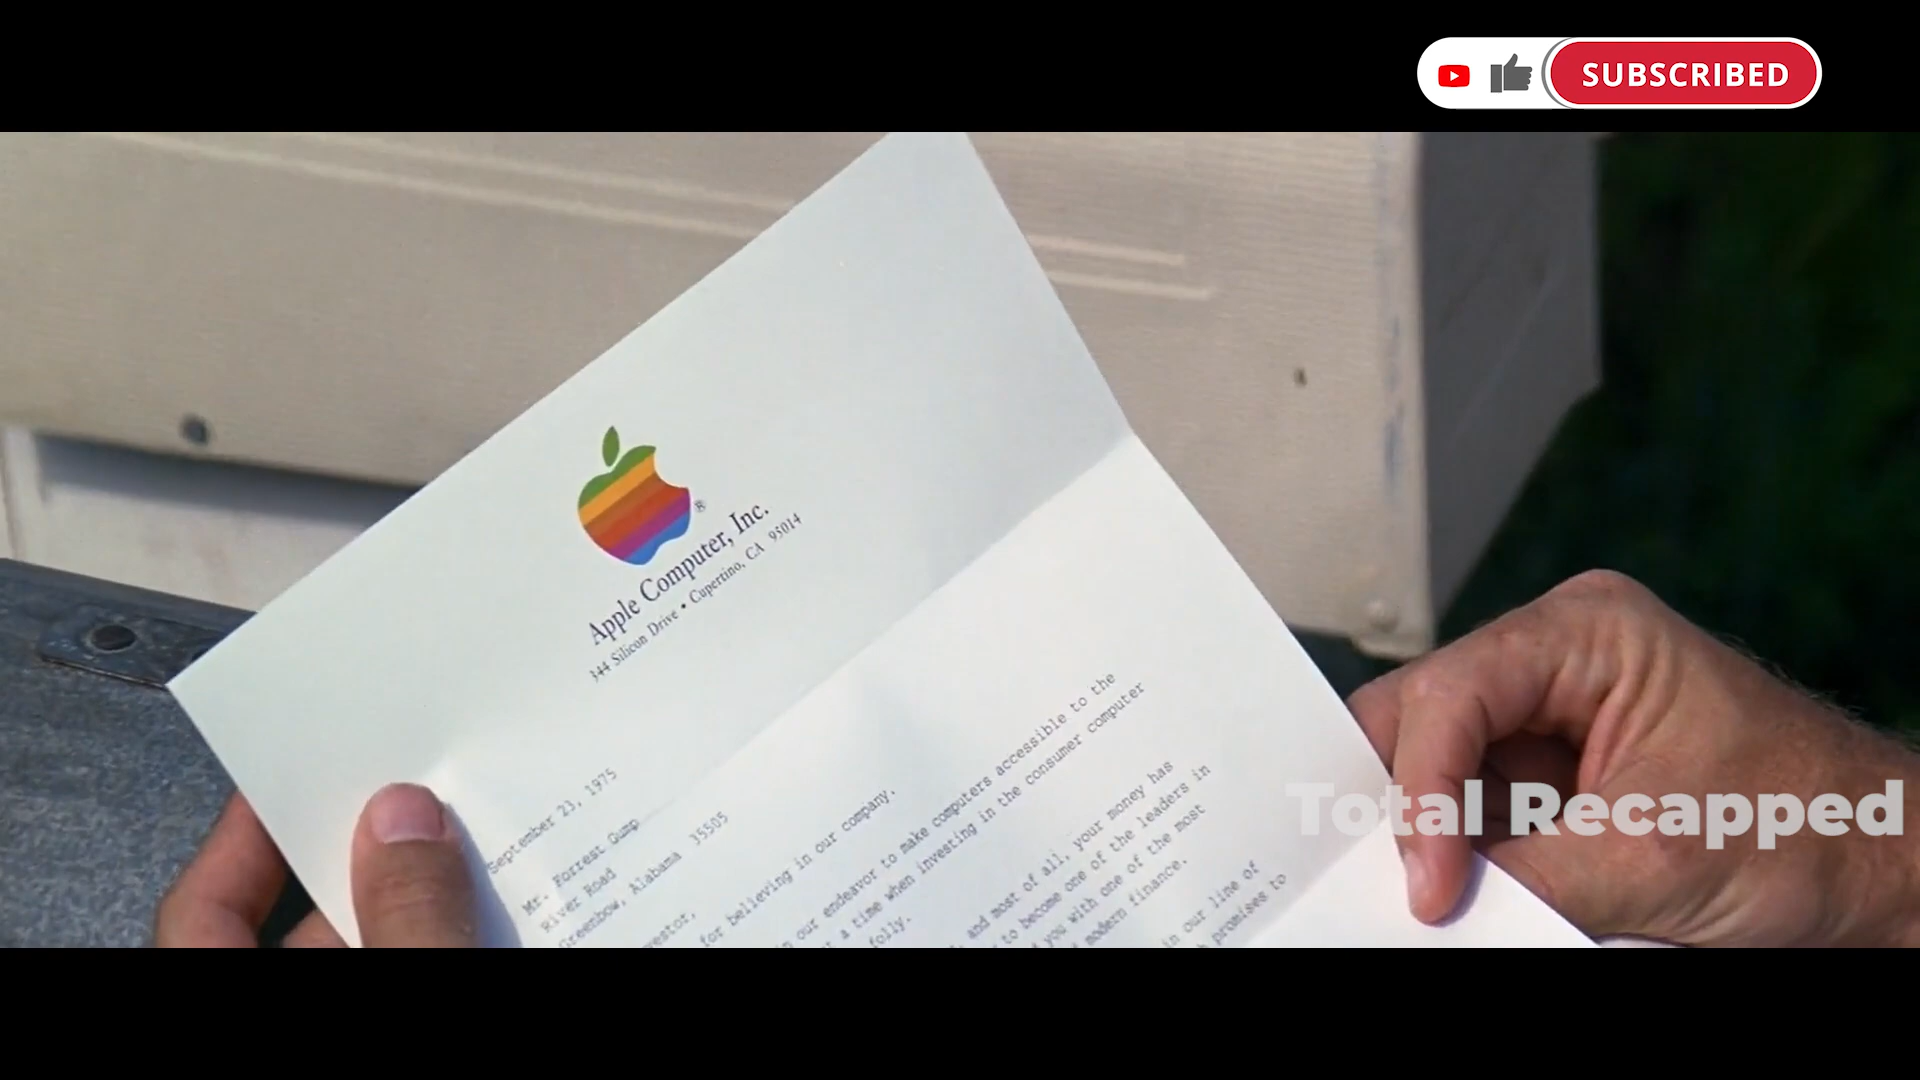 SUBSCRIBED
®
Apple Computer, Inc.
344 Silicon Drive • Cupertino, CA 95014
September 23, 1975
Mr. Forrest Gump
River Road
Greenbow, Alabama 35505
for believing in our company.
our endeavor to make computers accessible to the
a time when investing in the consumer computer
folly.
and most of all, your money has
to become one of the leaders in
you with one of the most
modern finance.
in our line of
promises to
Total Recapped